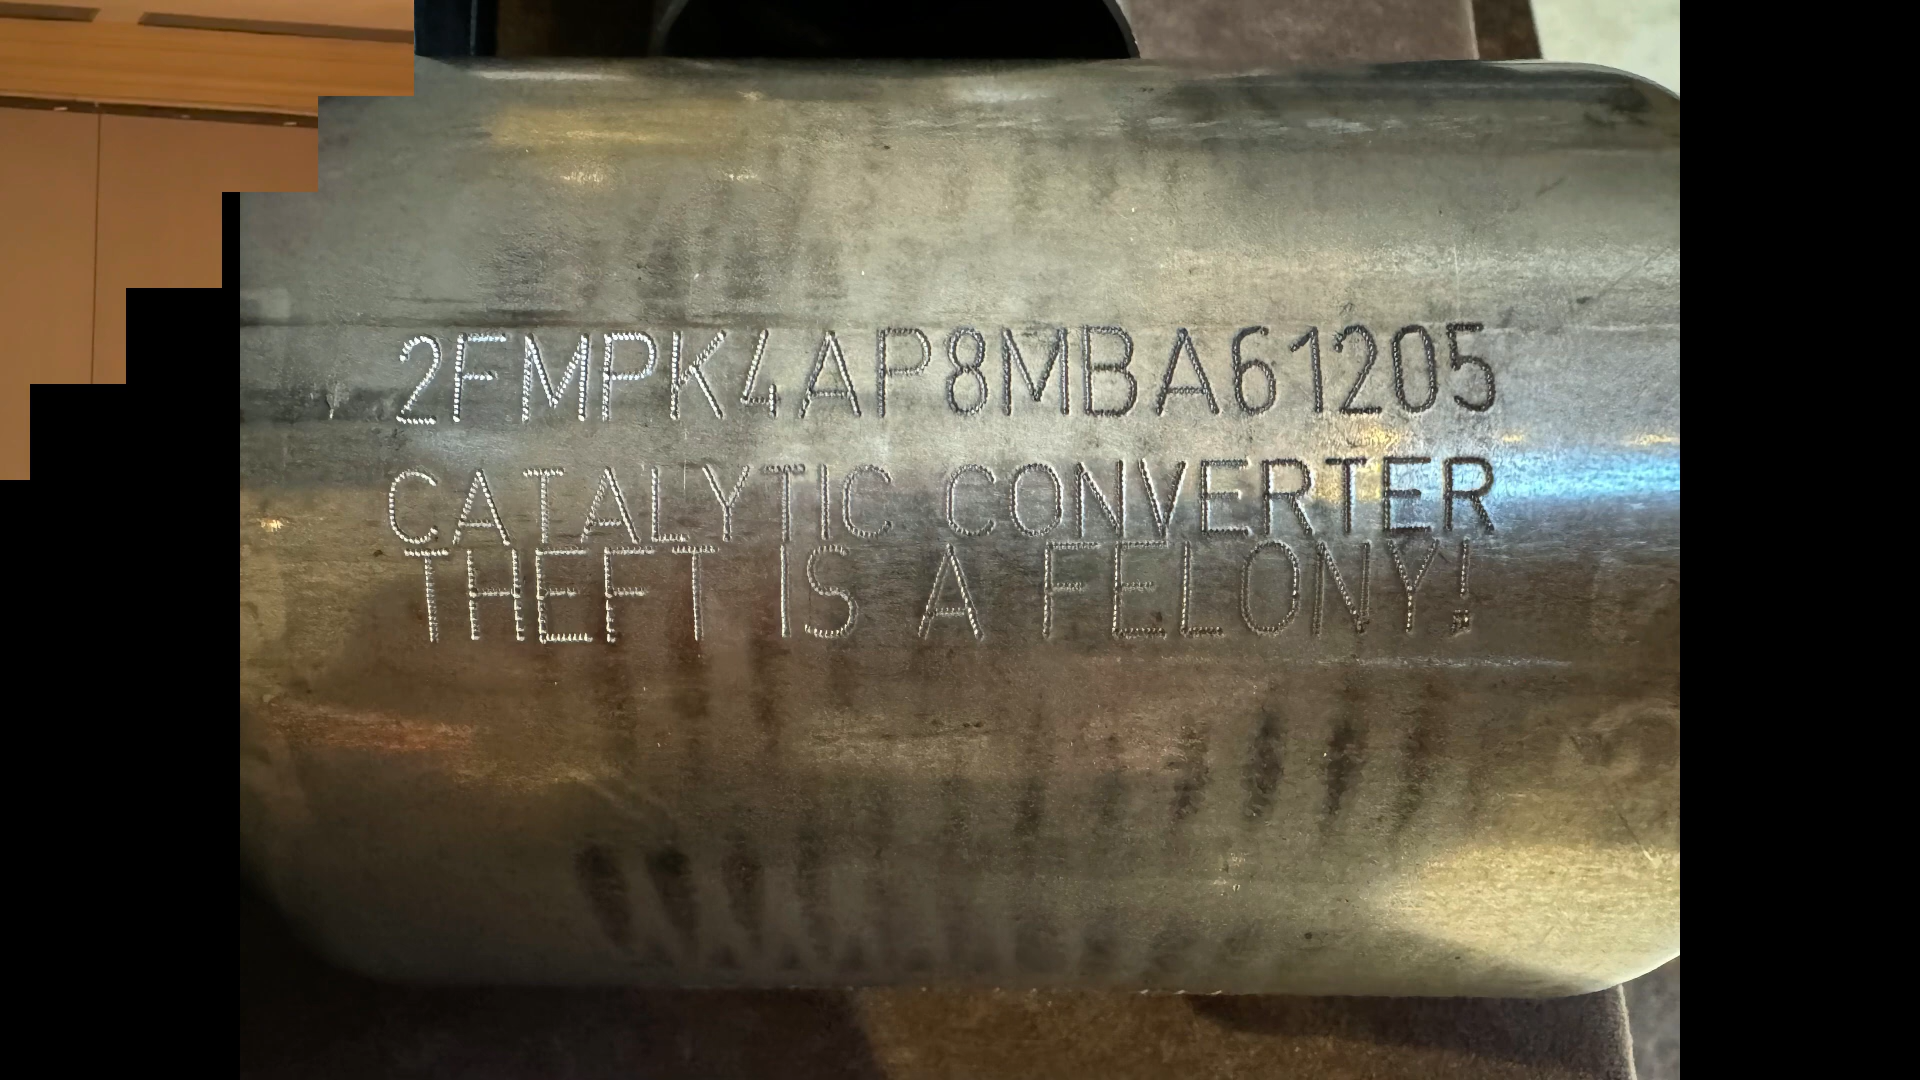 2FMPK4AP8MBA61205
CATALYTIC CONVERTER
THEFT IS A FELONY!